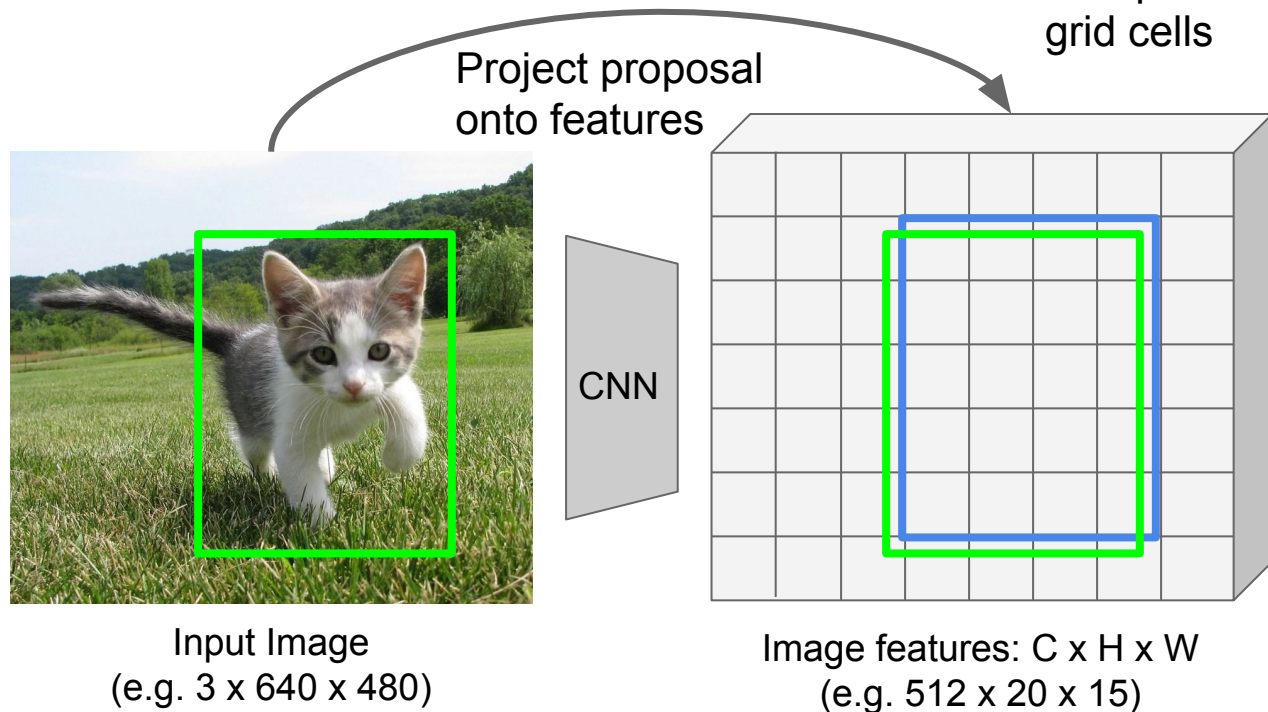 grid cells
Project proposal
onto features
CNN
Input Image
(e.g. 3 x 640 x 480)
Image features: C x H x W
(e.g. 512 x 20 x 15)